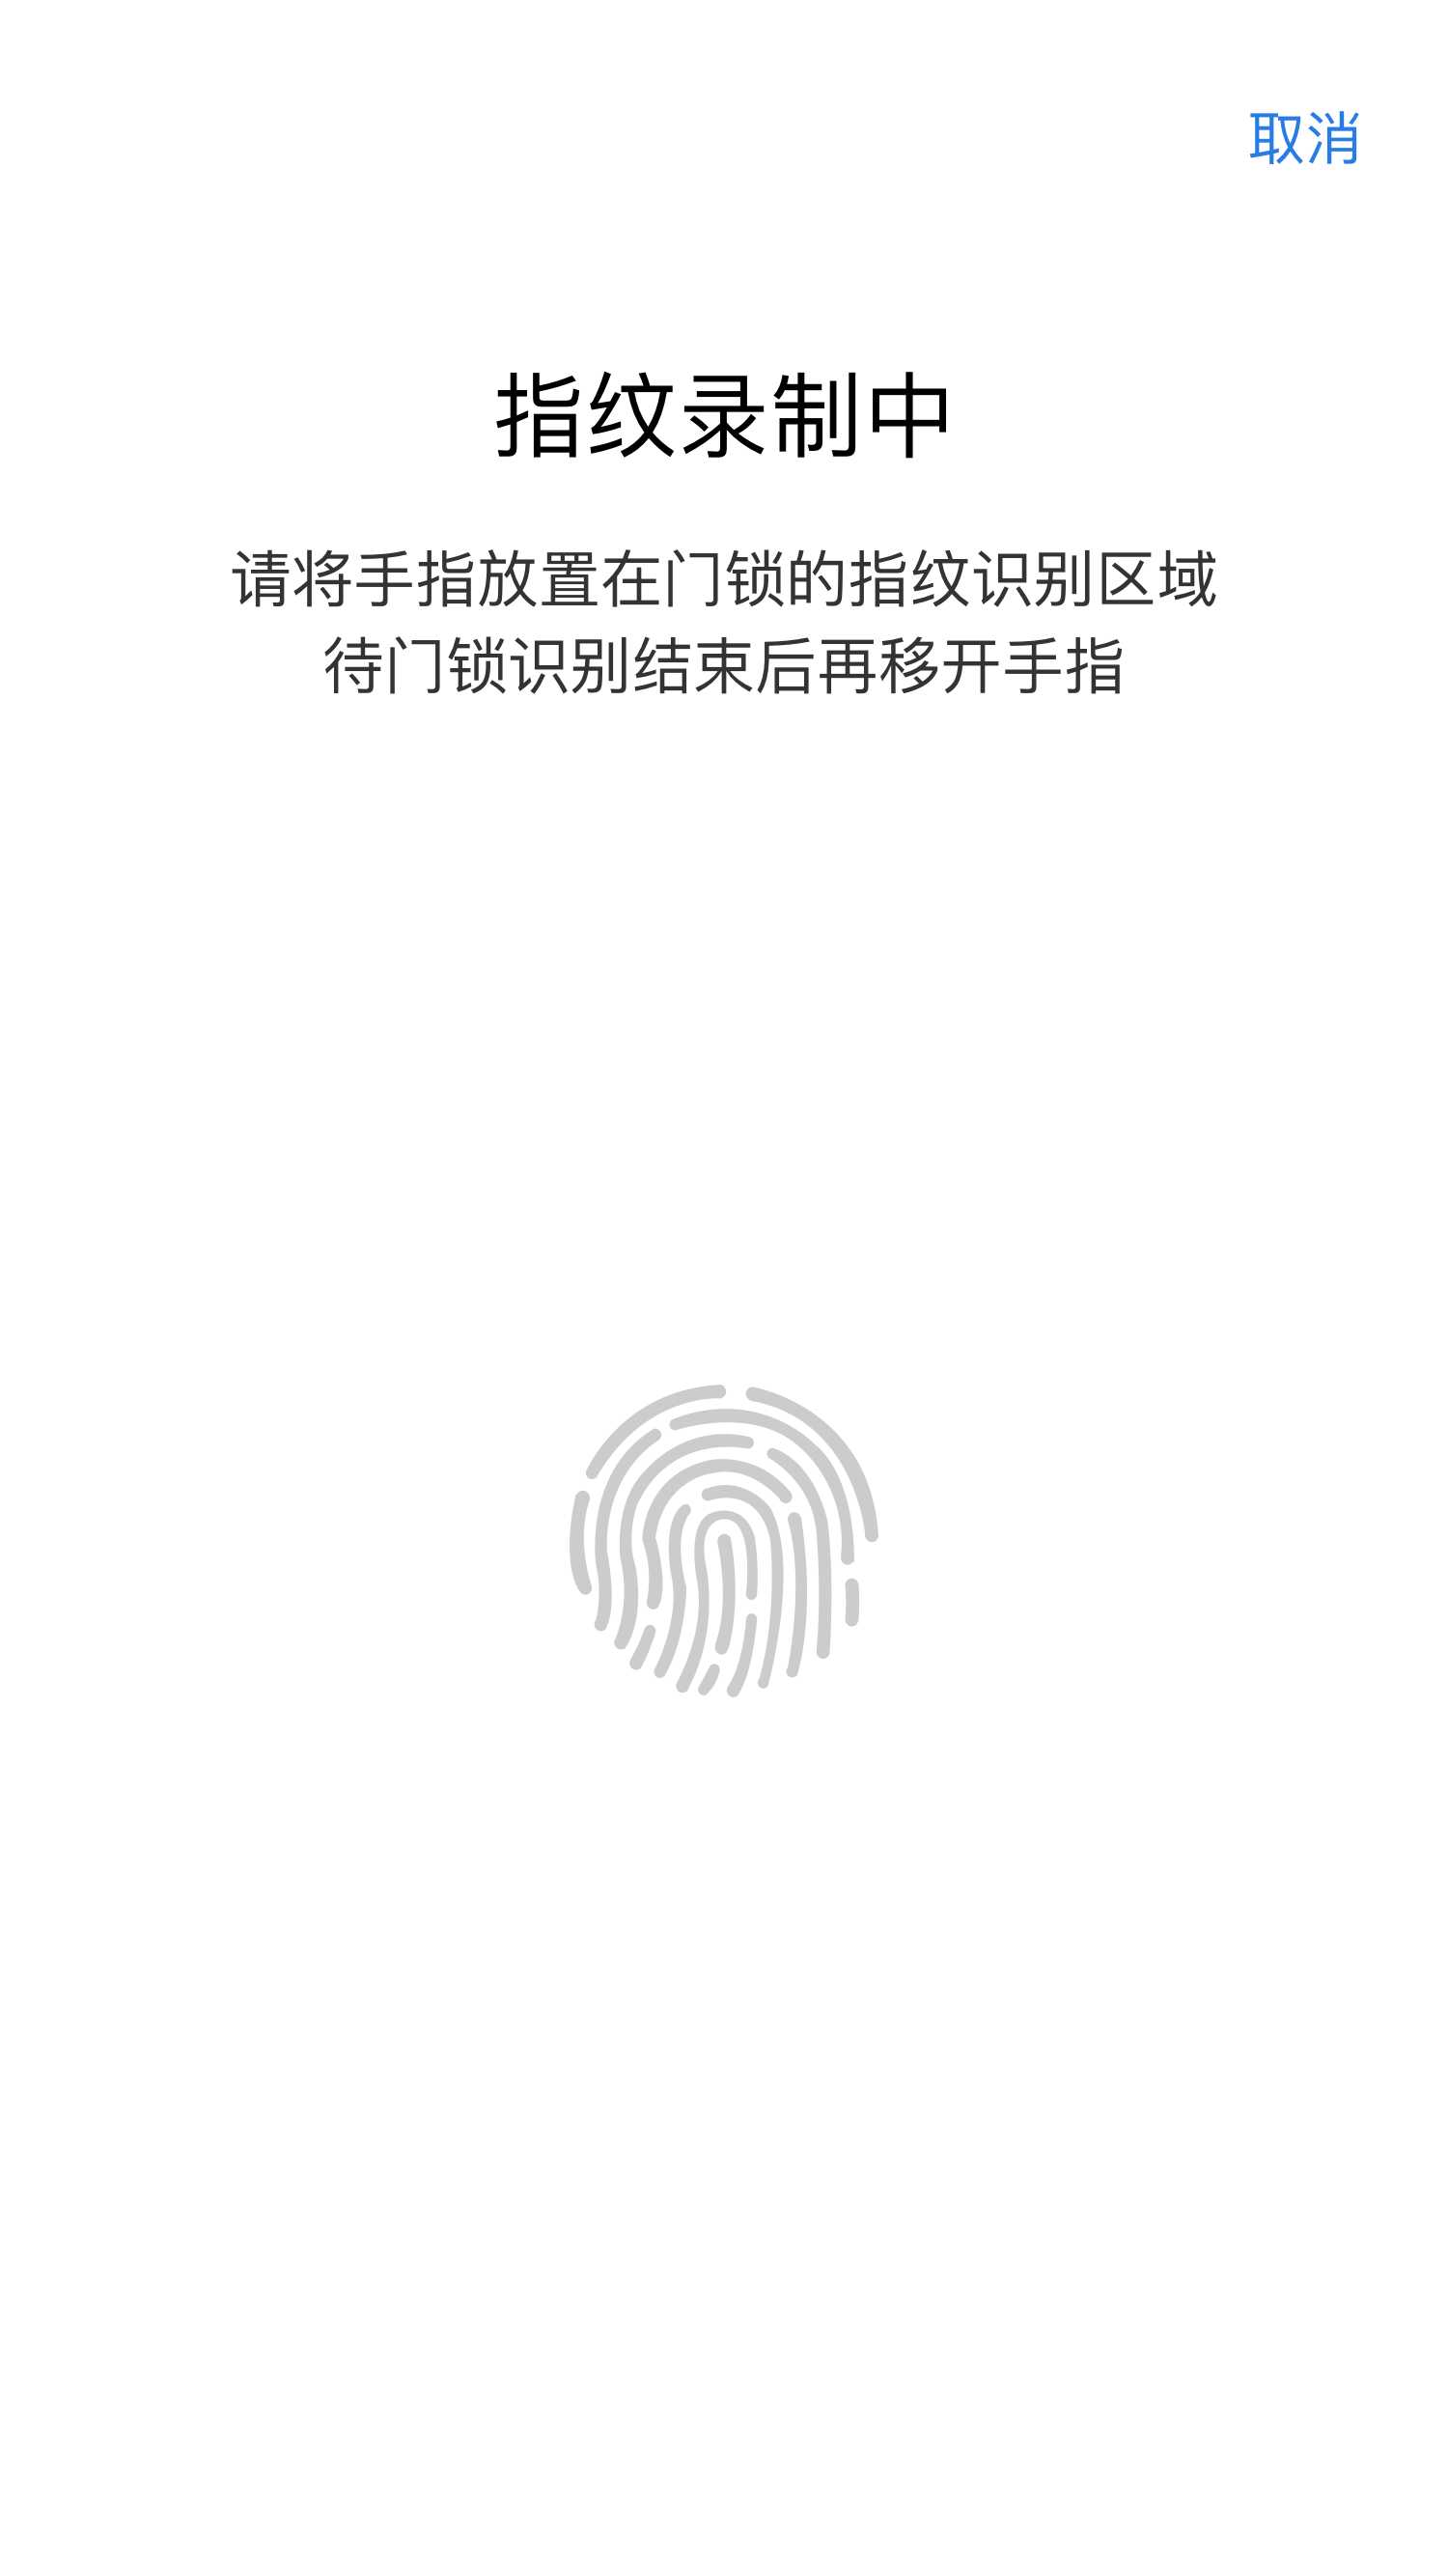 取消
指纹录制中
请将手指放置在门锁的指纹识别区域
待门锁识别结束后再移开手指